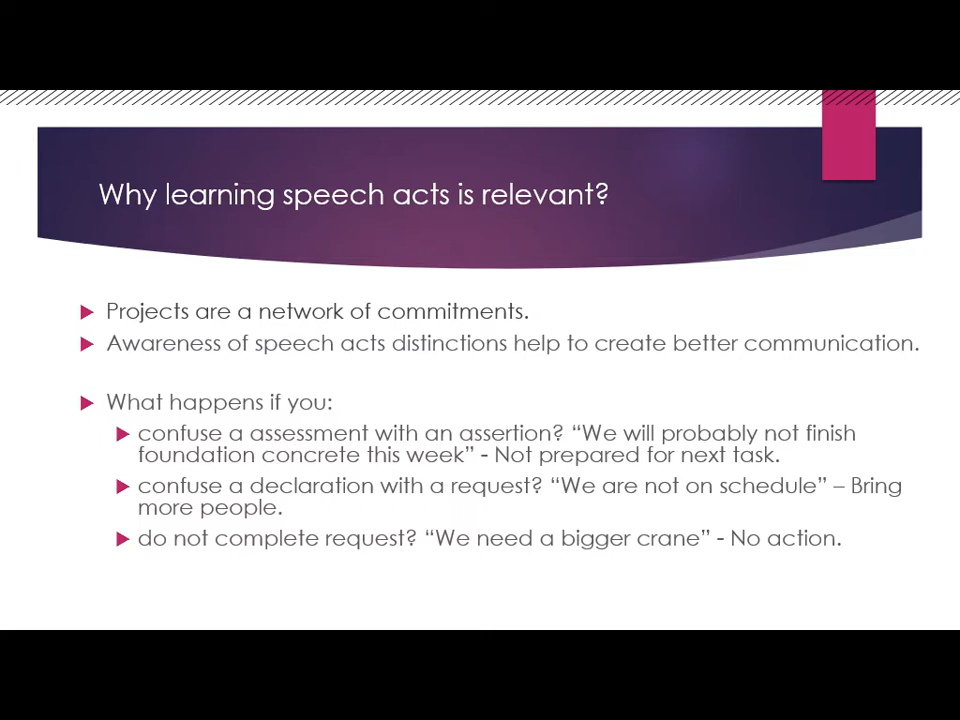 Why learning speech acts is relevant?
Projects are a network of commitments.
Awareness of speech acts distinctions help to create better communication.
What happens if you:
confuse a assessment with an assertion? “We will probably not finish
foundation concrete this week” - Not prepared for next task.
confuse a declaration with a request? “We are not on schedule” – Bring
more people.
do not complete request? “We need a bigger crane” - No action.